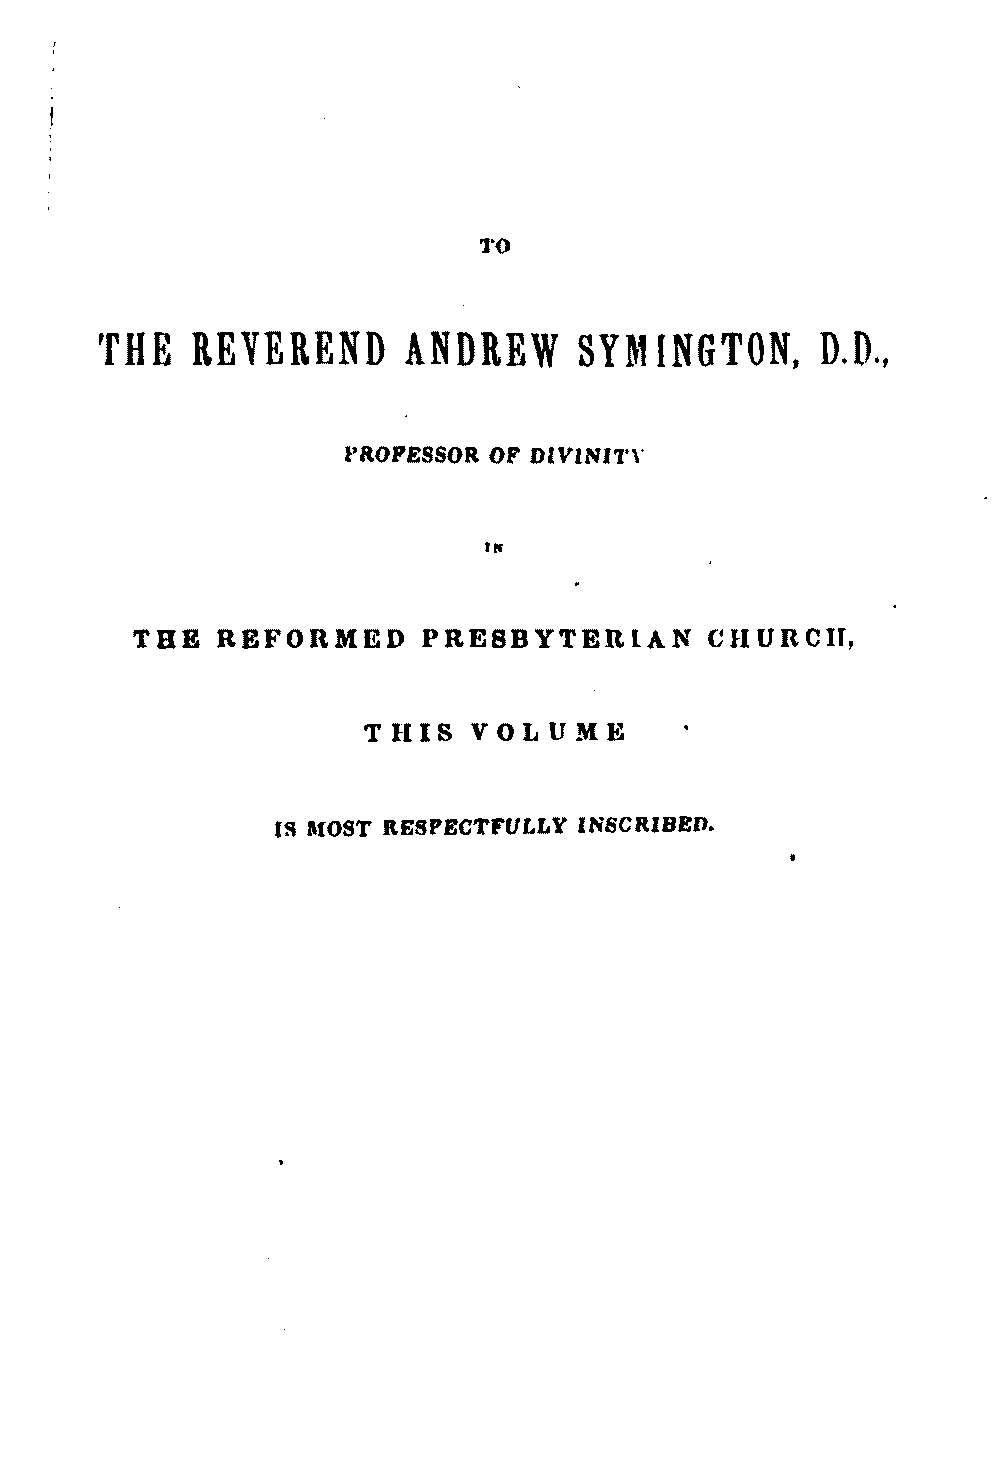 TO
THE REVEREND ANDREW SYMINGTON, D.D.,
PROFESSOR OF DIVINITY
IN
THE REFORMED PRESBYTERIAN CHURCH,
THIS VOLUME
IS MOST RESPECTFULLY INSCRIBED.